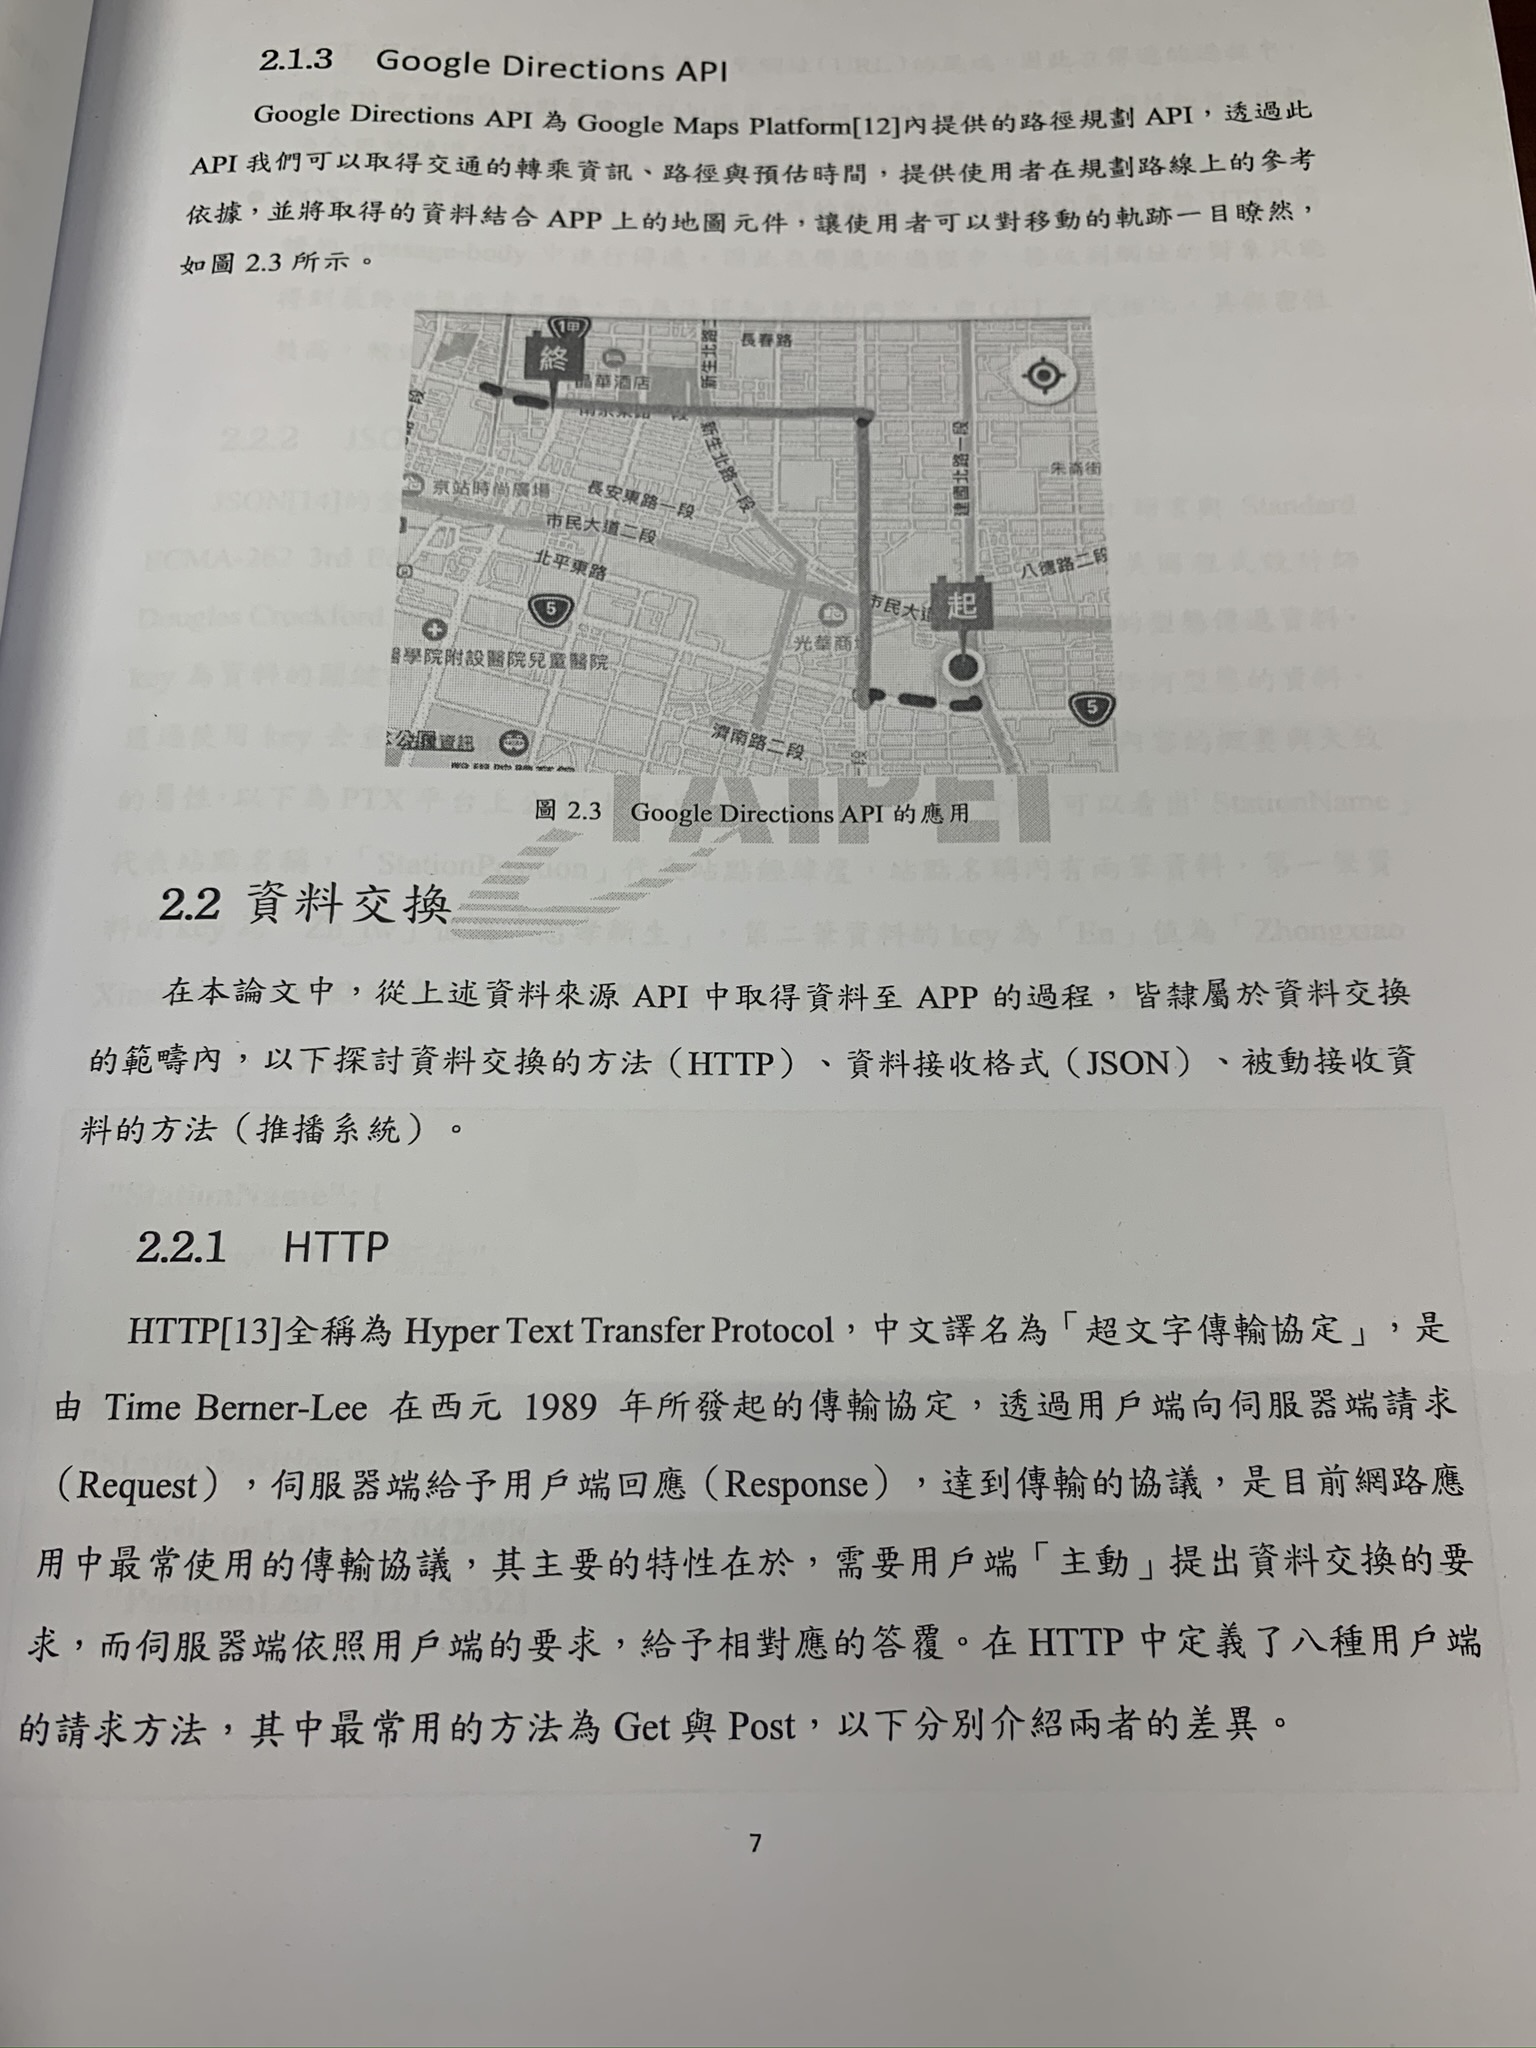 2.1.3 Google Directions API
Google Directions API 為 Google Maps Platform[12]內提供的路徑規劃 API，透過此
API 我們可以取得交通的轉乘資訊、路徑與預估時間，提供使用者在規劃路線上的參考
依據，並將取得的資料結合 APP 上的地圖元件，讓使用者可以對移動的軌跡一目瞭然，
如圖 2.3 所示。
1甲
終
長春路
晶華酒店
新生北路二
南京東路一段
建國北路一段
朱崙街
新生北路一段
京站時尚廣場
長安東路一段
市民大道二段
北平東路
八德路二段
5
市民大道
起
光華商場
醫學院附設醫院兒童醫院
5
濟南路二段
圖 2.3 Google Directions API 的應用
TAIPEI
2.2 資料交換
在本論文中，從上述資料來源 API 中取得資料至 APP 的過程，皆隸屬於資料交換
的範疇內，以下探討資料交換的方法（HTTP）、資料接收格式（JSON）、被動接收資
料的方法（推播系統）。
2.2.1 HTTP
HTTP[13]全稱為 Hyper Text Transfer Protocol，中文譯名為「超文字傳輸協定」，是
由 Time Berner-Lee 在西元 1989 年所發起的傳輸協定，透過用戶端向伺服器端請求
（Request），伺服器端給予用戶端回應（Response），達到傳輸的協議，是目前網路應
用中最常使用的傳輸協議，其主要的特性在於，需要用戶端「主動」提出資料交換的要
求，而伺服器端依照用戶端的要求，給予相對應的答覆。在 HTTP 中定義了八種用戶端
的請求方法，其中最常用的方法為 Get 與 Post，以下分別介紹兩者的差異。
7